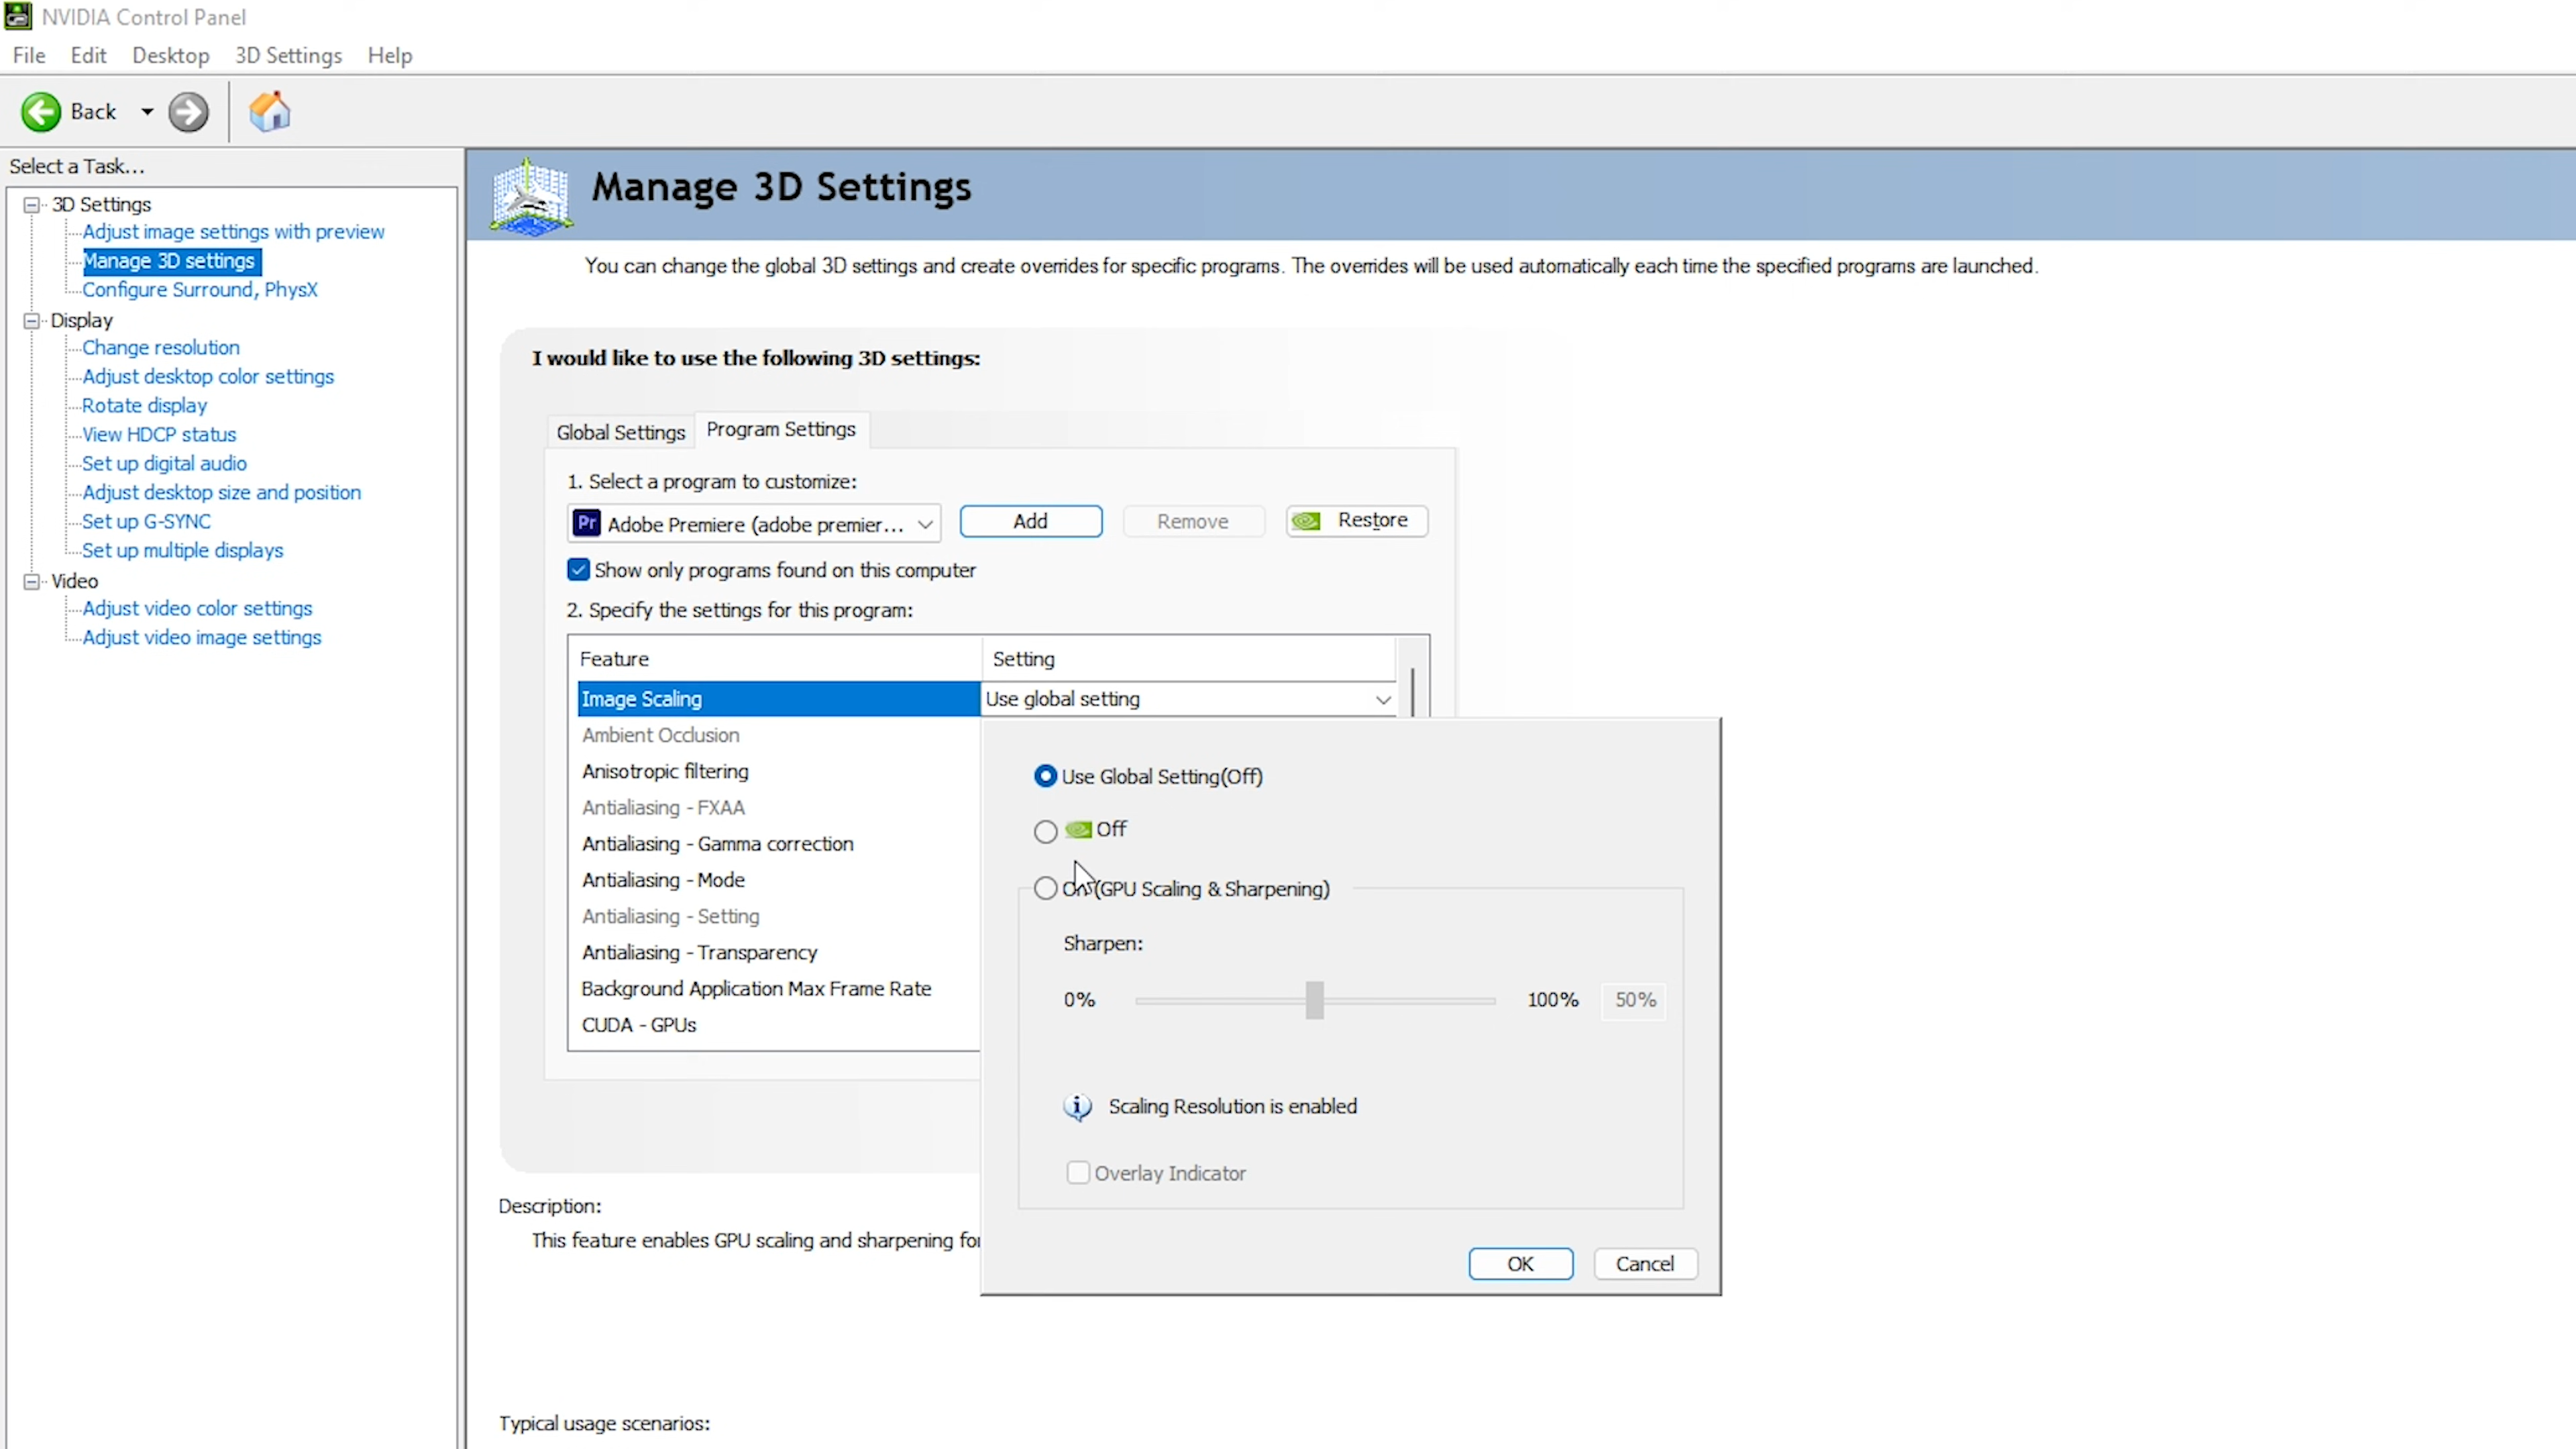 NVIDIA Control Panel
File Edit Desktop 3D Settings Help
Back
Select a Task...
3D Settings
Adjust image settings with preview
Manage 3D settings
Configure Surround, PhysX
Display
Change resolution
Adjust desktop color settings
Rotate display
View HDCP status
Set up digital audio
Adjust desktop size and position
Set up G-SYNC
Set up multiple displays
Video
Adjust video color settings
Adjust video image settings
Manage 3D Settings
You can change the global 3D settings and create overrides for specific programs. The overrides will be used automatically each time the specified programs are launched.
I would like to use the following 3D settings:
Global Settings Program Settings
1. Select a program to customize:
Pr Adobe Premiere (adobe premier... Add Remove Restore
Show only programs found on this computer
2. Specify the settings for this program:
Feature Setting
Image Scaling Use global setting
Ambient Occlusion
Anisotropic filtering
Antialiasing - FXAA
Antialiasing - Gamma correction
Antialiasing - Mode
Antialiasing - Setting
Antialiasing - Transparency
Background Application Max Frame Rate
CUDA - GPUs
Use Global Setting(Off)
Off
On(GPU Scaling & Sharpening)
Sharpen:
0% 100% 50%
Scaling Resolution is enabled
Overlay Indicator
OK Cancel
Description:
This feature enables GPU scaling and sharpening for
Typical usage scenarios: